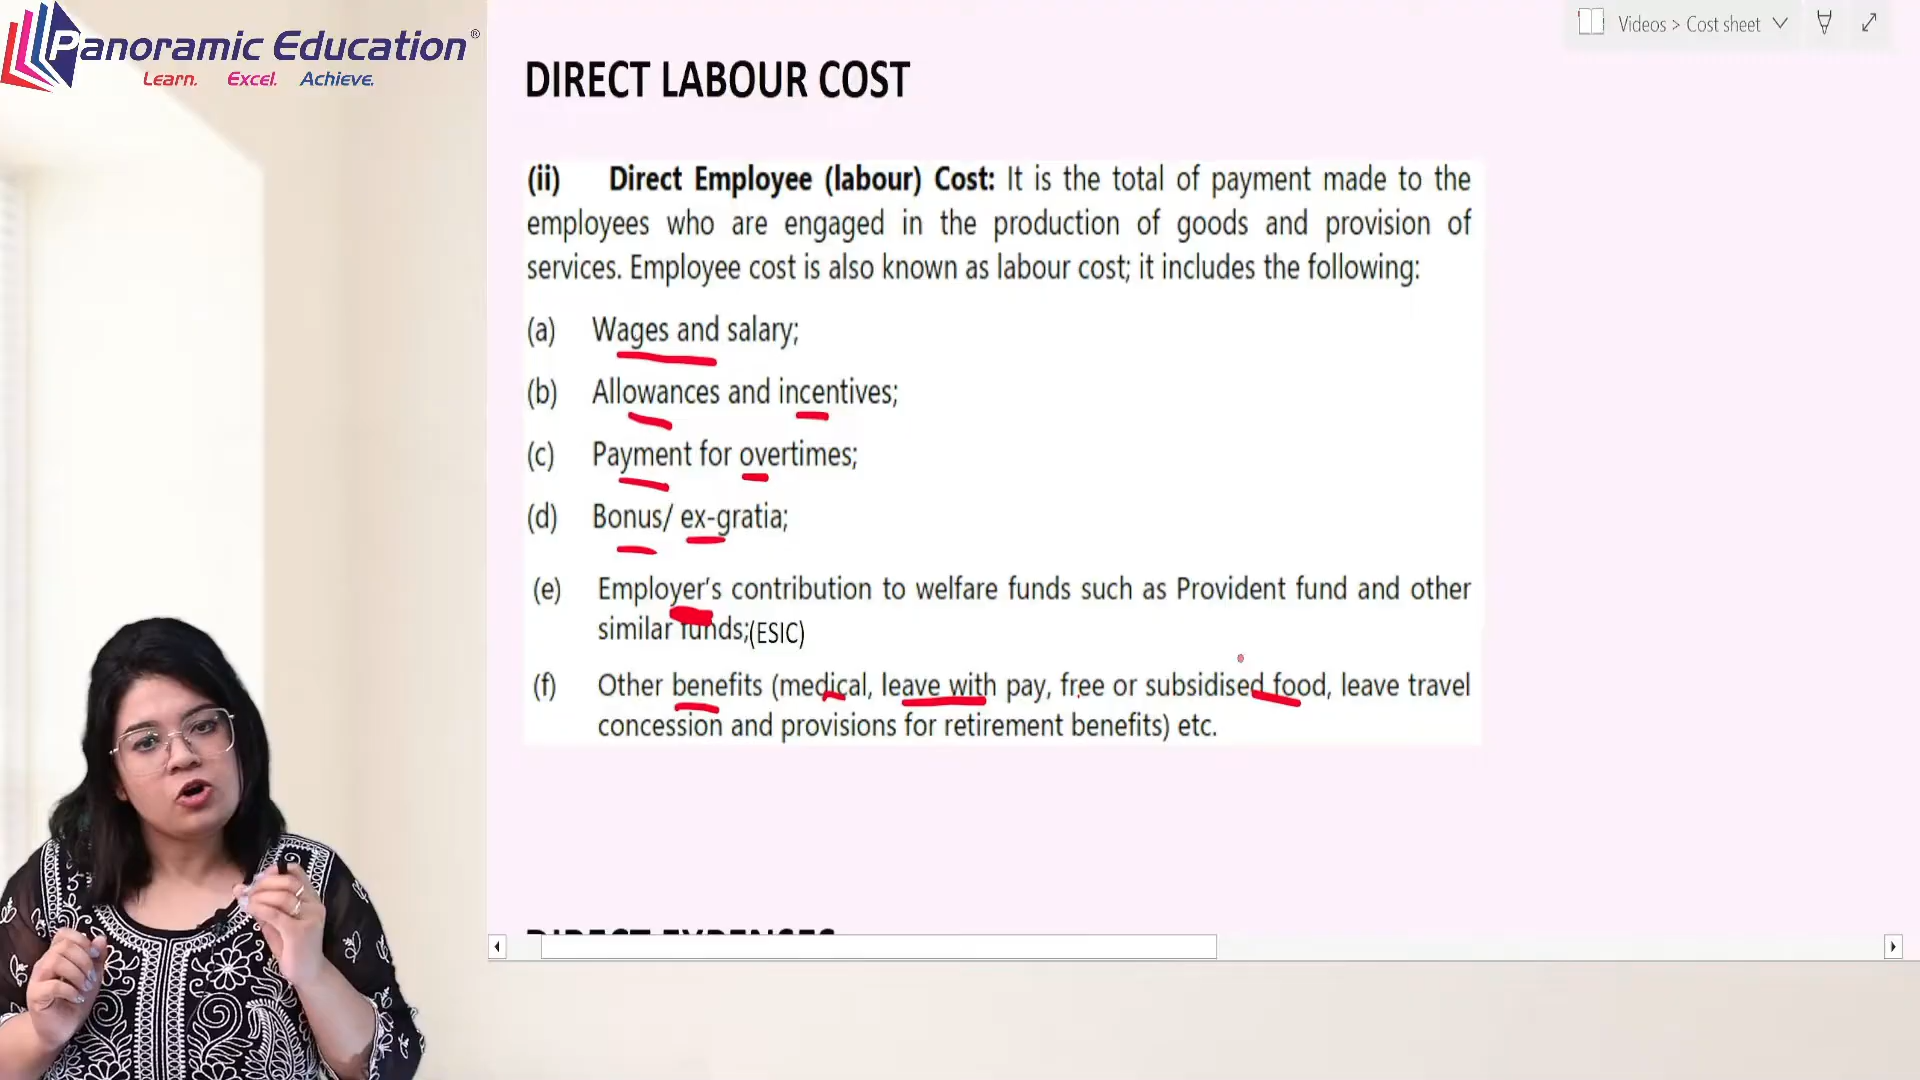 Panoramic Education®
Learn. Excel. Achieve.
Videos > Cost sheet
DIRECT LABOUR COST
(ii) Direct Employee (labour) Cost: It is the total of payment made to the
employees who are engaged in the production of goods and provision of
services. Employee cost is also known as labour cost; it includes the following:
(a) Wages and salary;
(b) Allowances and incentives;
(c) Payment for overtimes;
(d) Bonus/ ex-gratia;
(e) Employer's contribution to welfare funds such as Provident fund and other
similar funds;(ESIC)
(f) Other benefits (medical, leave with pay, free or subsidised food, leave travel
concession and provisions for retirement benefits) etc.
DIRECT EXPENSES